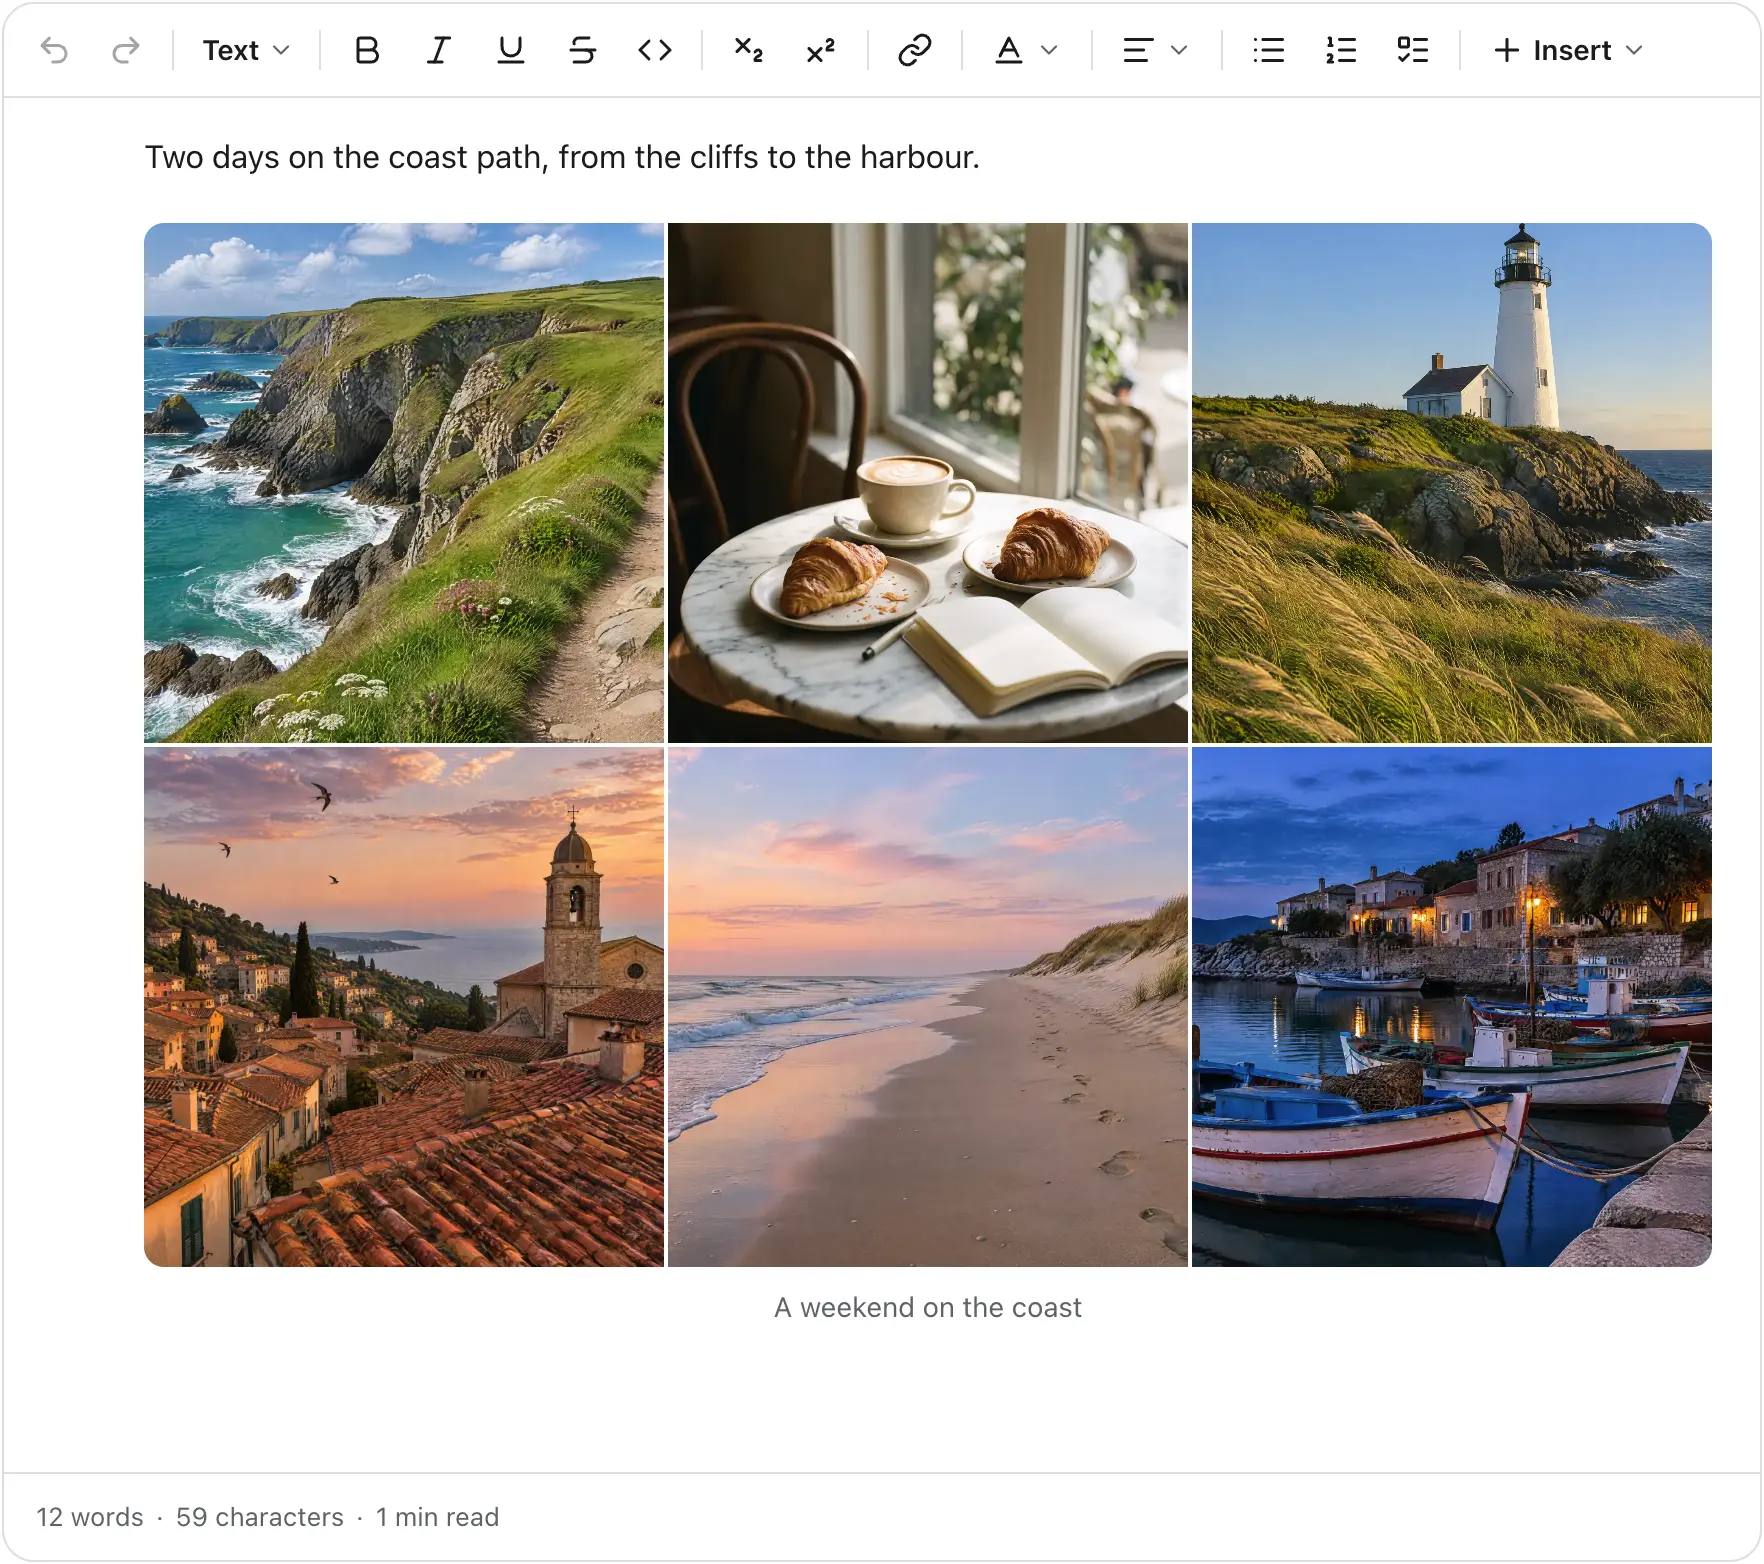 Text
Insert
Two days on the coast path, from the cliffs to the harbour.
A weekend on the coast
12 words · 59 characters · 1 min read